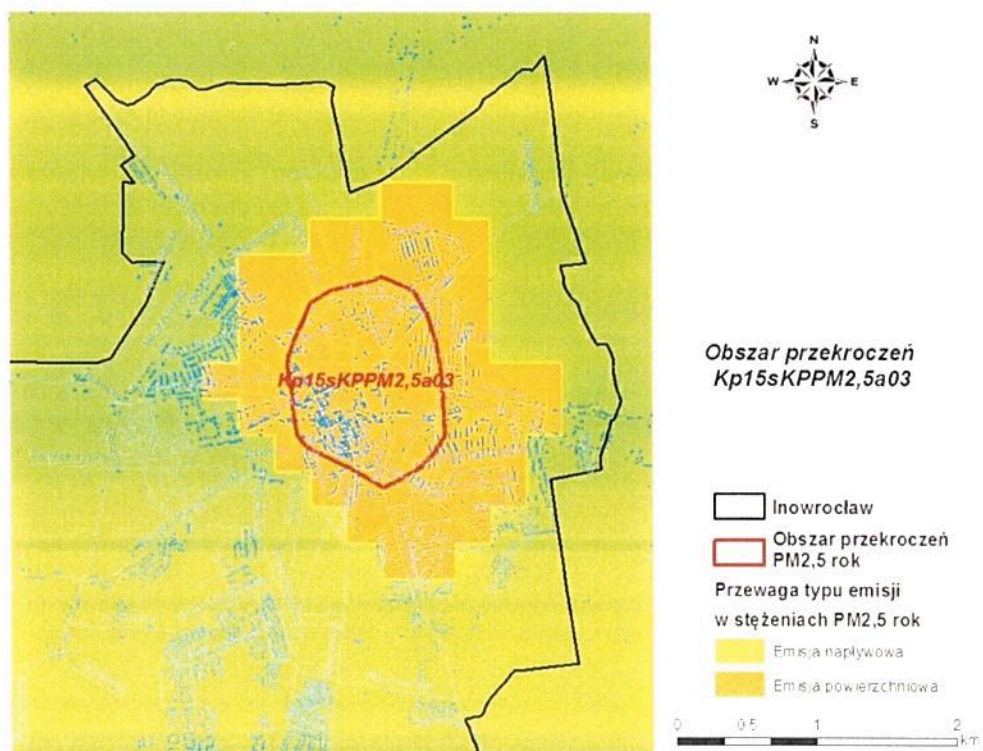 N
W
E
S
Kp15sKPPM2,5a03
Obszar przekroczeń
Kp15sKPPM2,5a03
Inowrocław
Obszar przekroczeń
PM2,5 rok
Przewaga typu emisji
w stężeniach PM2,5 rok
Emisja napływowa
Emisja powierzchniowa
0 0.5 1 2
km